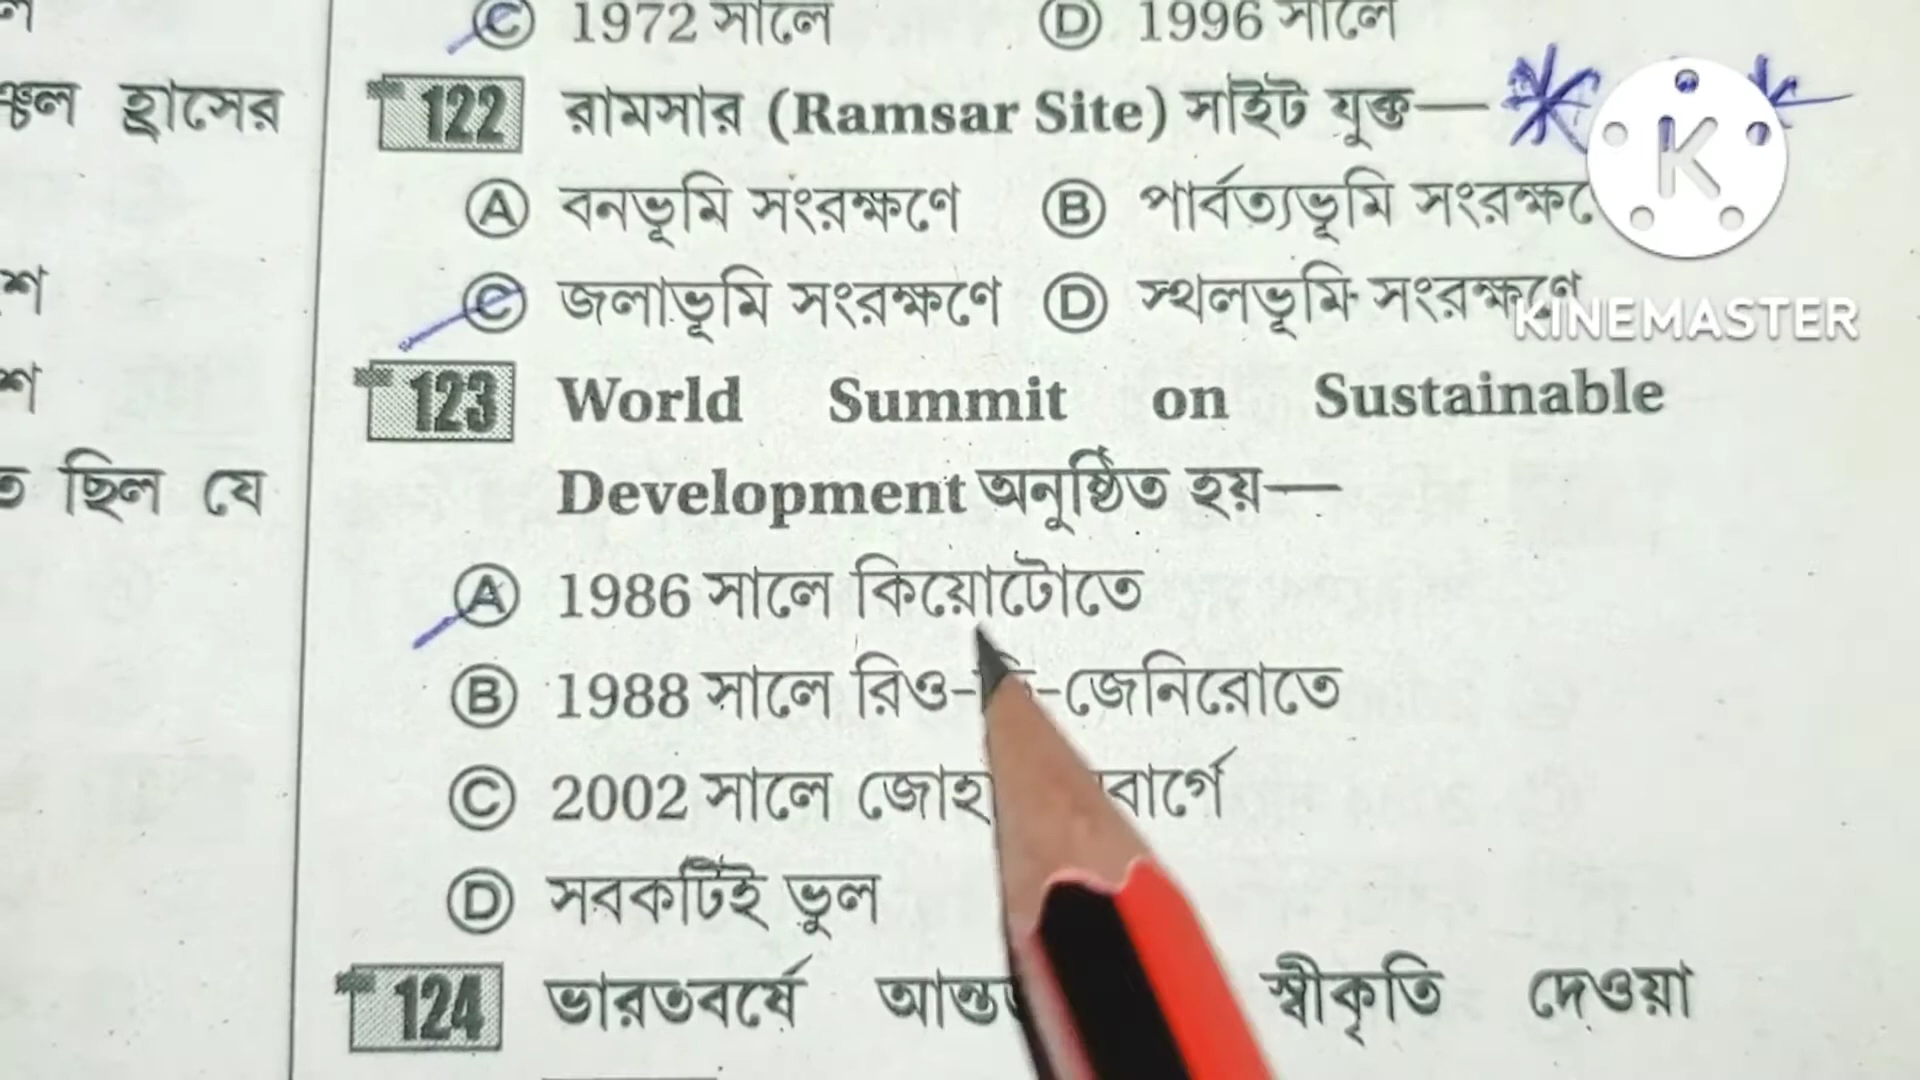 C 1972 সালে D 1996 সালে
হ্রাসের
122 রামসার (Ramsar Site) সাইট যুক্ত—
A বনভূমি সংরক্ষণে B পার্বত্যভূমি
শ
C জলাভূমি সংরক্ষণে D স্থলভূমি সংরক্ষণে
K
KINEMASTER
123 World Summit on Sustainable
শ
ছিল যে
Development অনুষ্ঠিত হয়—
A 1986 সালে কিয়োটোতে
B 1988 সালে রিও- -জেনিরোতে
C 2002 সালে
D সবকটিই ভুল
124 ভারতবর্ষে স্বীকৃতি দেওয়া